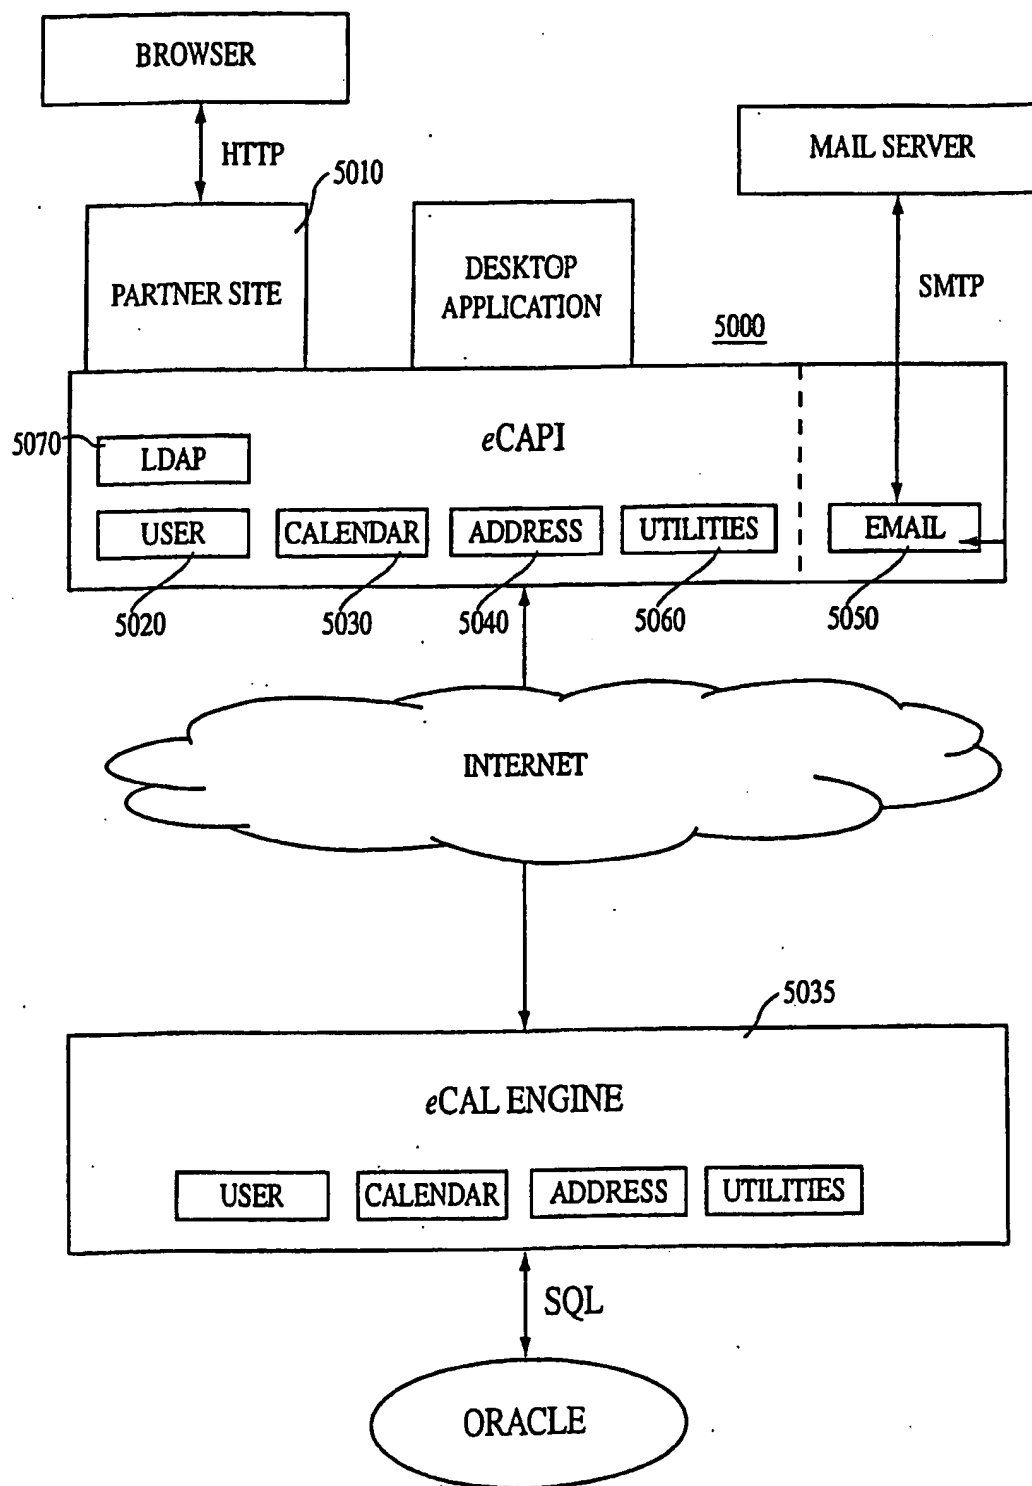 BROWSER
HTTP
MAIL SERVER
5010
PARTNER SITE
DESKTOP
APPLICATION
SMTP
5000
5070
LDAP
eCAPI
USER
CALENDAR
ADDRESS
UTILITIES
EMAIL
5020
5030
5040
5060
5050
INTERNET
5035
eCAL ENGINE
USER
CALENDAR
ADDRESS
UTILITIES
SQL
ORACLE